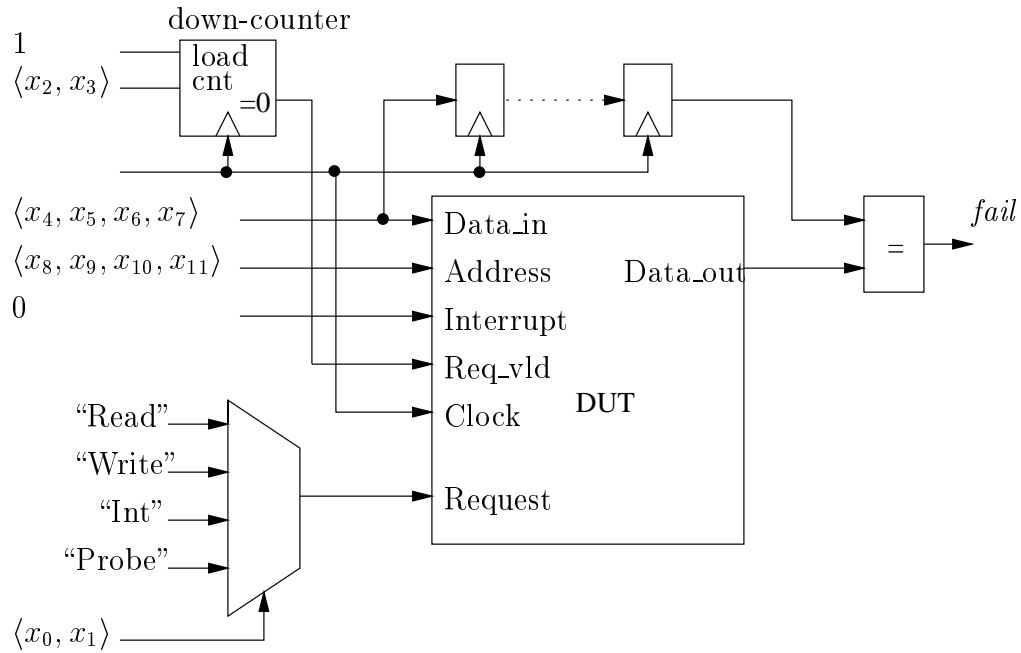 down-counter
1
load
⟨x₂, x₃⟩
cnt
=0
⟨x₄, x₅, x₆, x₇⟩
Data_in
fail
⟨x₈, x₉, x₁₀, x₁₁⟩
Address
Data_out
=
0
Interrupt
Req_vld
DUT
Clock
“Read”
“Write”
Request
“Int”
“Probe”
⟨x₀, x₁⟩